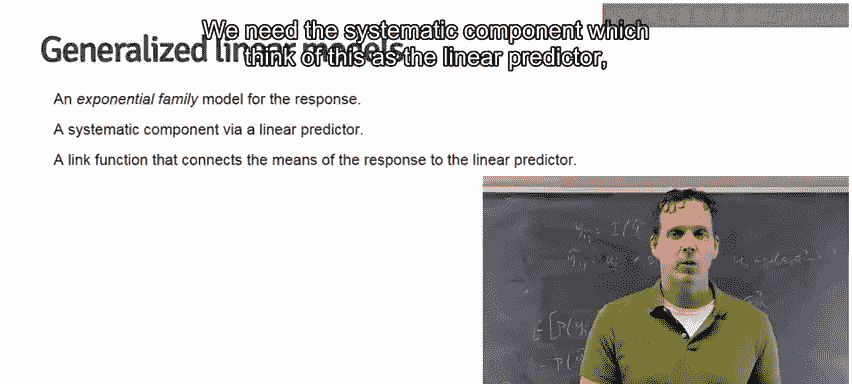 We need the systematic component which
think of this as the linear predictor,
Generalized linear models
An exponential family model for the response.
A systematic component via a linear predictor.
A link function that connects the means of the response to the linear predictor.